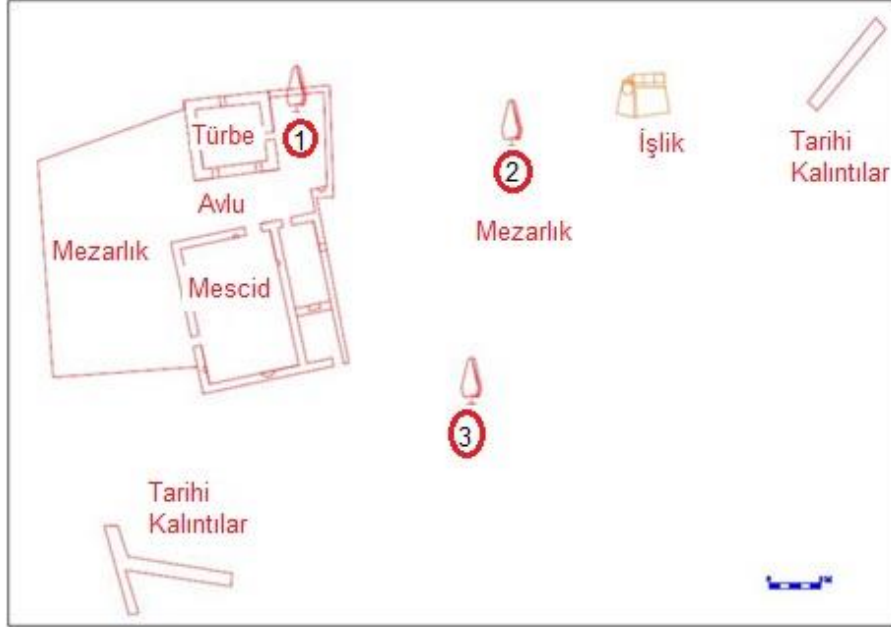 Türbe
1
Avlu
Mezarlık
Mescid
2
Mezarlık
İşlik
Tarihi
Kalıntılar
3
Tarihi
Kalıntılar